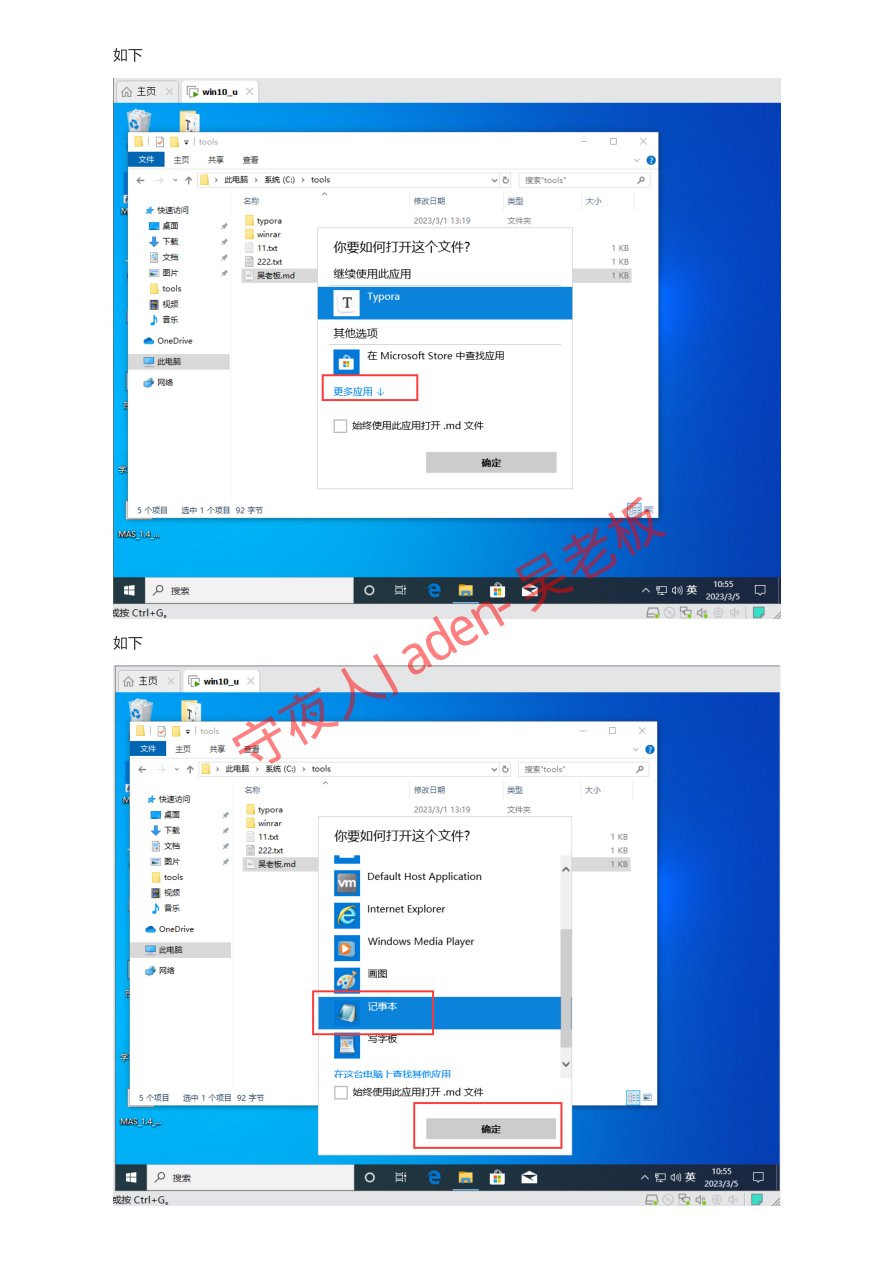 如下
主页 win10_u
tools
文件 主页 共享 查看
此电脑 › 系统 (C:) › tools 搜索"tools"
名称 修改日期 类型 大小
快速访问
桌面
下载
文档
图片
tools
视频
音乐
OneDrive
此电脑
网络
typora 2023/3/1 13:19 文件夹
winrar
11.txt 1 KB
222.txt 1 KB
吴老板.md 1 KB
你要如何打开这个文件?
继续使用此应用
Typora
其他选项
在 Microsoft Store 中查找应用
更多应用 ↓
始终使用此应用打开 .md 文件
确定
5 个项目 选中 1 个项目 92 字节
MAS_1.4_...
搜索
英 10:55
2023/3/5
或按 Ctrl+G。
守夜人J aden-吴老板
如下
主页 win10_u
tools
文件 主页 共享 查看
此电脑 › 系统 (C:) › tools 搜索"tools"
名称 修改日期 类型 大小
快速访问
桌面
下载
文档
图片
tools
视频
音乐
OneDrive
此电脑
网络
typora 2023/3/1 13:19 文件夹
winrar
11.txt 1 KB
222.txt 1 KB
吴老板.md 1 KB
你要如何打开这个文件?
vm Default Host Application
Internet Explorer
Windows Media Player
画图
记事本
写字板
在这台电脑上查找其他应用
始终使用此应用打开 .md 文件
确定
5 个项目 选中 1 个项目 92 字节
MAS_1.4_...
搜索
英 10:55
2023/3/5
或按 Ctrl+G。